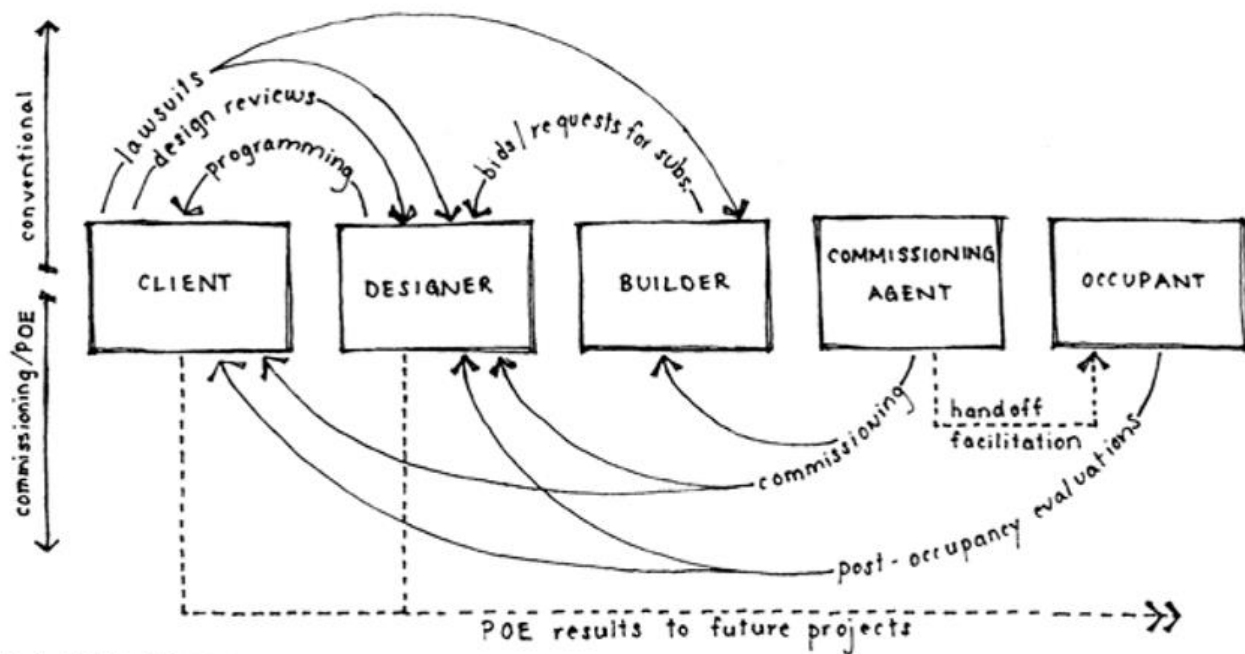 conventional
commissioning/POE
lawsuits
design reviews
programming
bids/requests for subs.
CLIENT
DESIGNER
BUILDER
COMMISSIONING
AGENT
OCCUPANT
handoff
facilitation
commissioning
post-occupancy evaluations
POE results to future projects